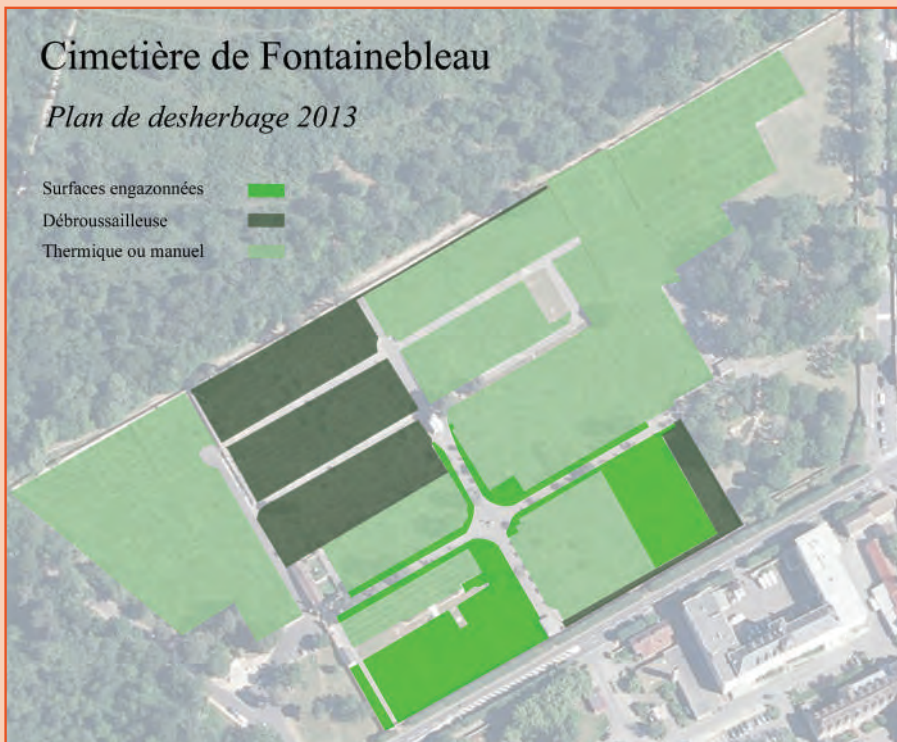 Cimetière de Fontainebleau
Plan de desherbage 2013
Surfaces engazonnées
Débroussailleuse
Thermique ou manuel